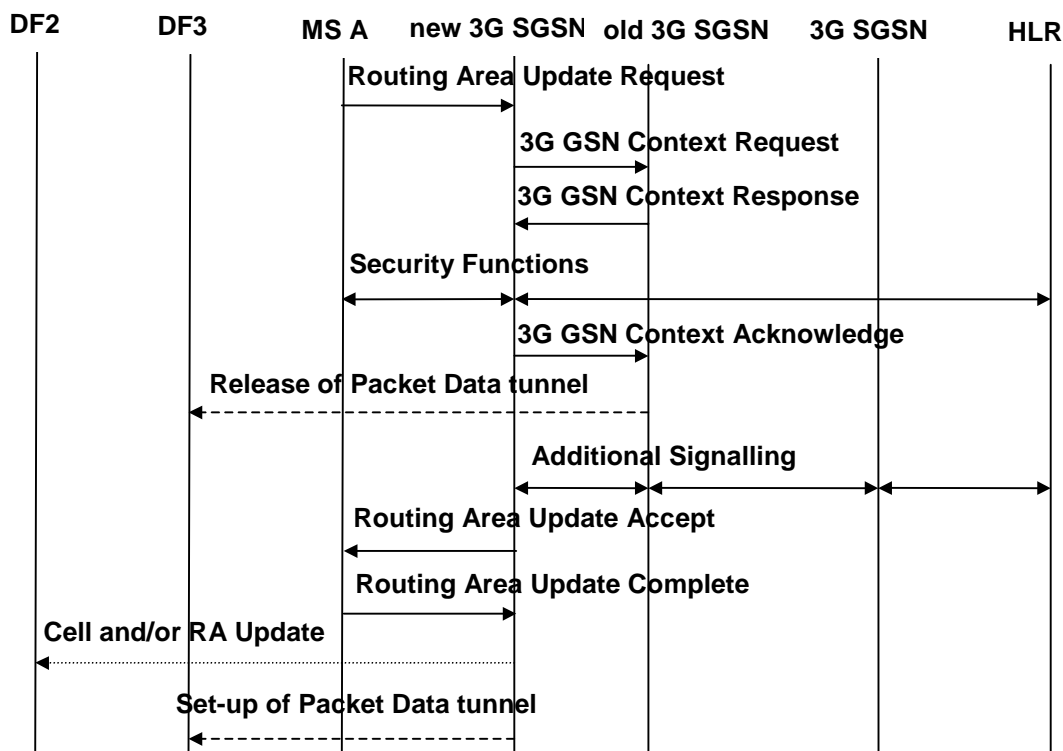 DF2 DF3 MS A new 3G SGSN old 3G SGSN 3G SGSN HLR
Routing Area Update Request
3G GSN Context Request
3G GSN Context Response
Security Functions
3G GSN Context Acknowledge
Release of Packet Data tunnel
Additional Signalling
Routing Area Update Accept
Routing Area Update Complete
Cell and/or RA Update
Set-up of Packet Data tunnel